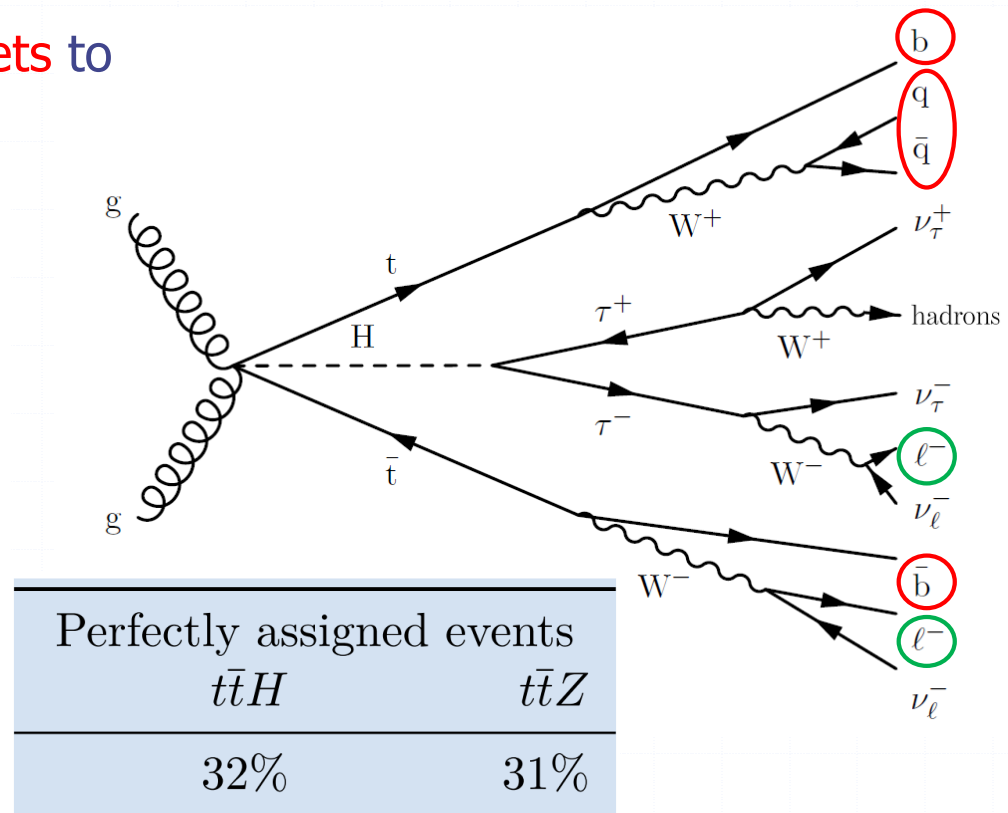 ets to
b
q
q̄
g
W⁺
ν_τ⁺
t
τ⁺
hadrons
H
W⁺
ν_τ⁻
τ⁻
ℓ⁻
t̄
W⁻
ν_ℓ⁻
g
b̄
W⁻
ℓ⁻
ν_ℓ⁻
Perfectly assigned events
tt̄H tt̄Z
32% 31%